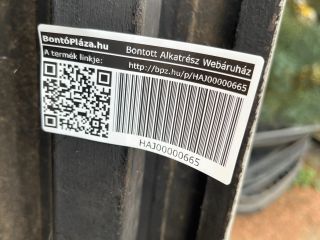 BontóPláza.hu Bontott Alkatrész Webáruház
A termék linkje: http://bpz.hu/p/HAJ00000665
HAJ00000665